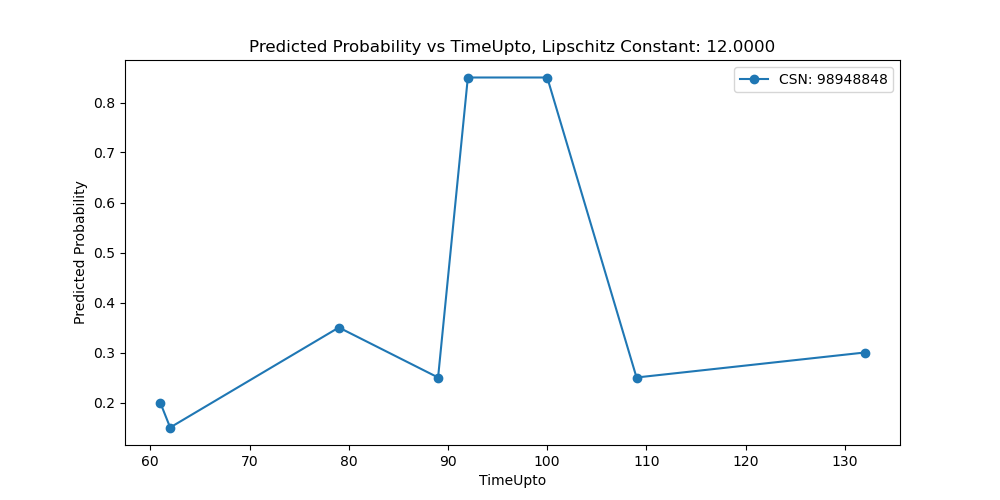 Predicted Probability vs TimeUpto, Lipschitz Constant: 12.0000
CSN: 98948848
Predicted Probability
0.8
0.7
0.6
0.5
0.4
0.3
0.2
60 70 80 90 100 110 120 130
TimeUpto